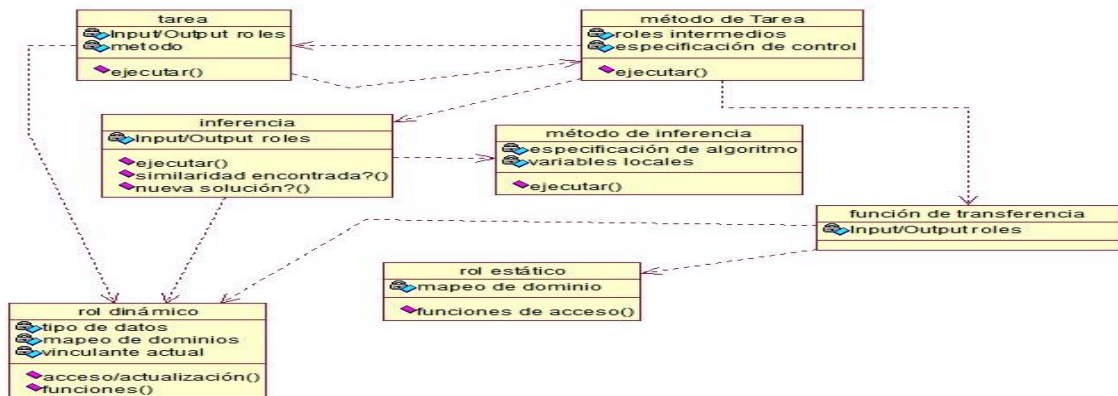 tarea
Input/Output roles
metodo
ejecutar()
método de Tarea
roles intermedios
especificación de control
ejecutar()
inferencia
Input/Output roles
ejecutar()
similaridad encontrada?()
nueva solución?()
método de inferencia
especificación de algoritmo
variables locales
ejecutar()
función de transferencia
Input/Output roles
rol estático
mapeo de dominio
funciones de acceso()
rol dinámico
tipo de datos
mapeo de dominios
vinculante actual
acceso/actualización()
funciones()